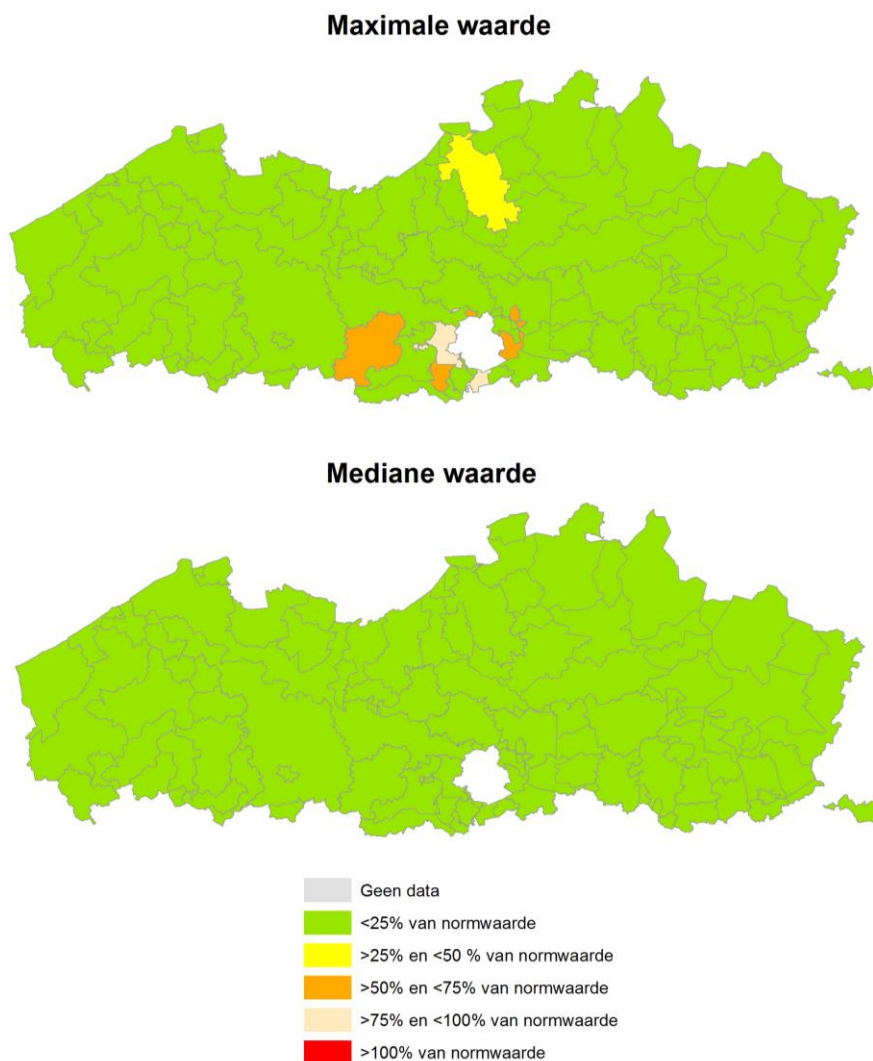 Maximale waarde
Mediane waarde
Geen data
<25% van normwaarde
>25% en <50 % van normwaarde
>50% en <75% van normwaarde
>75% en <100% van normwaarde
>100% van normwaarde